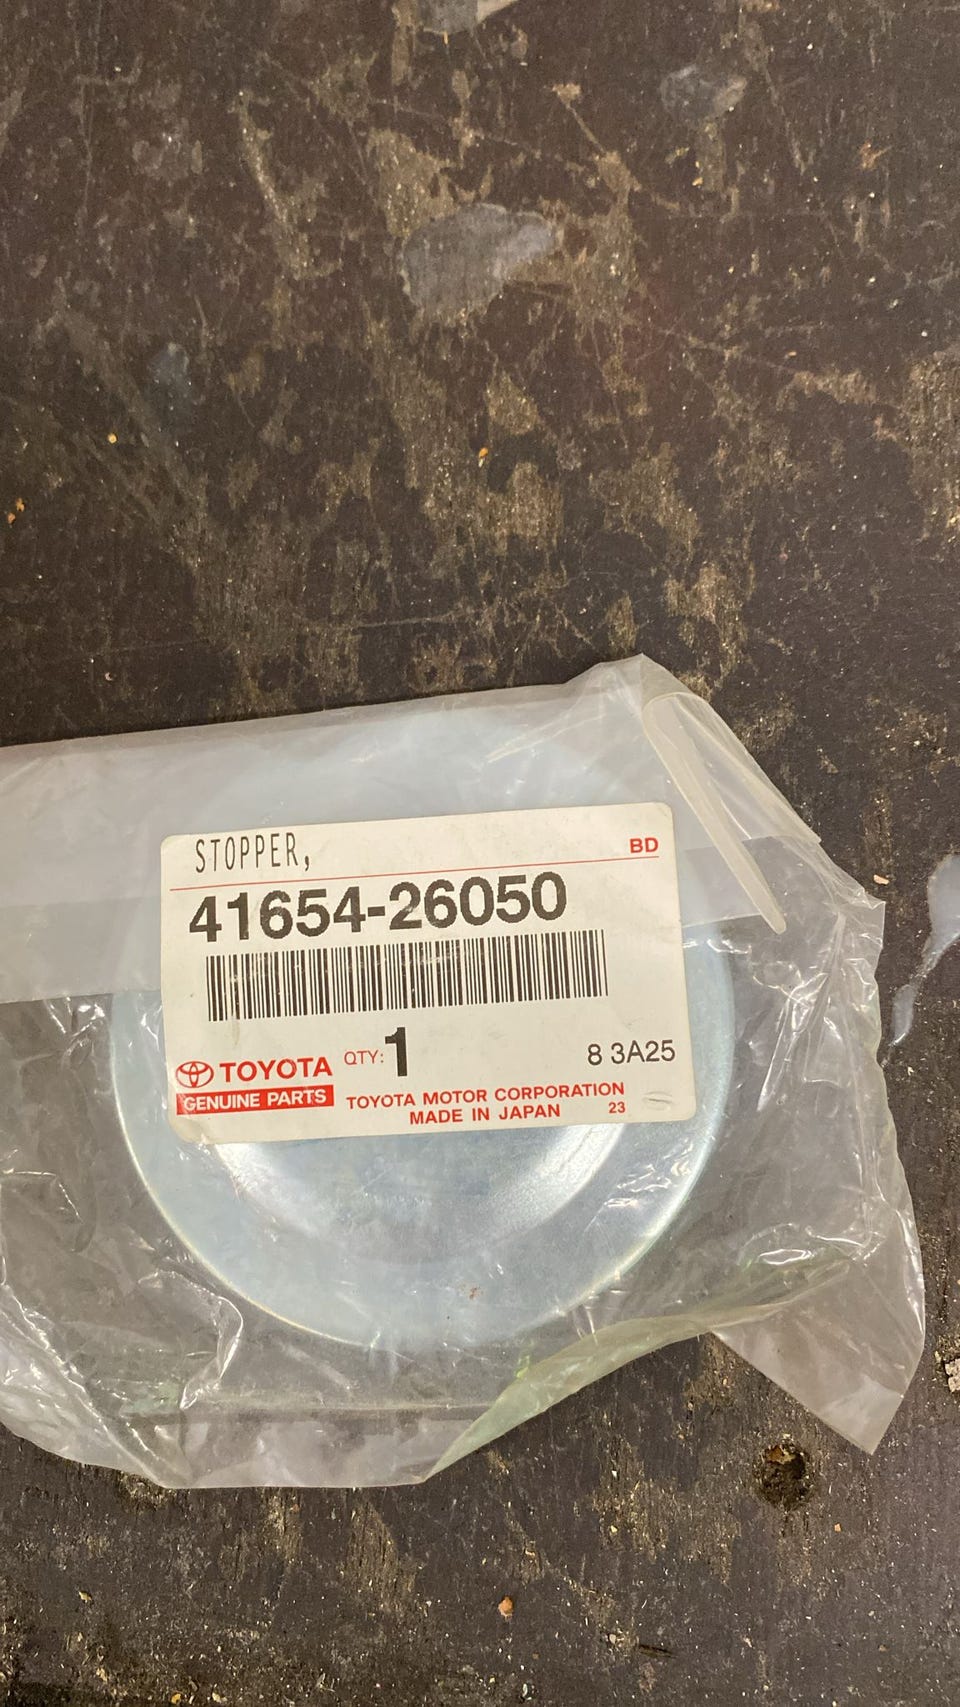 STOPPER,
BD
41654-26050
QTY: 1
8 3A25
TOYOTA
GENUINE PARTS
TOYOTA MOTOR CORPORATION
MADE IN JAPAN 23